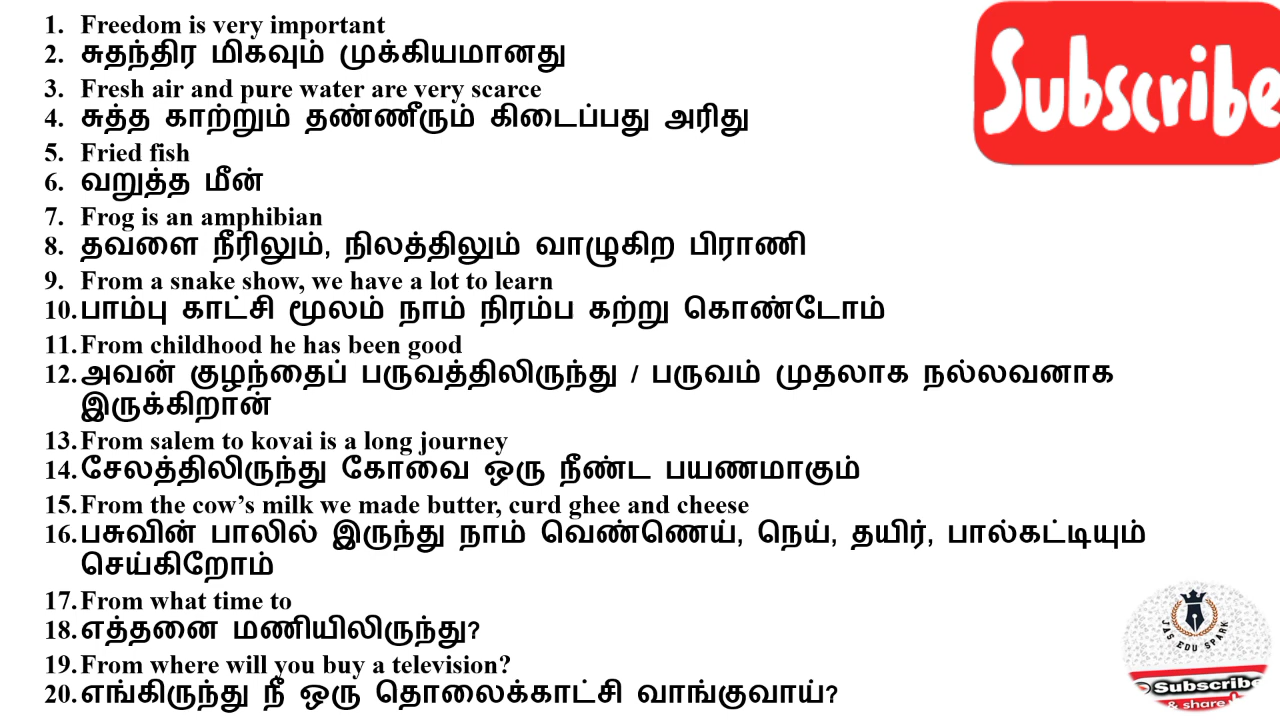 1. Freedom is very important
2. சுதந்திர மிகவும் முக்கியமானது
3. Fresh air and pure water are very scarce
4. சுத்த காற்றும் தண்ணீரும் கிடைப்பது அரிது
5. Fried fish
6. வறுத்த மீன்
7. Frog is an amphibian
8. தவளை நீரிலும், நிலத்திலும் வாழுகிற பிராணி
9. From a snake show, we have a lot to learn
10. பாம்பு காட்சி மூலம் நாம் நிரம்ப கற்று கொண்டோம்
11. From childhood he has been good
12. அவன் குழந்தைப் பருவத்திலிருந்து / பருவம் முதலாக நல்லவனாக
இருக்கிறான்
13. From salem to kovai is a long journey
14. சேலத்திலிருந்து கோவை ஒரு நீண்ட பயணமாகும்
15. From the cow’s milk we made butter, curd ghee and cheese
16. பசுவின் பாலில் இருந்து நாம் வெண்ணெய், நெய், தயிர், பால்கட்டியும்
செய்கிறோம்
17. From what time to
18. எத்தனை மணியிலிருந்து?
19. From where will you buy a television?
20. எங்கிருந்து நீ ஒரு தொலைக்காட்சி வாங்குவாய்?
Subscribe
JAS EDU SPARK
Subscribe
& share